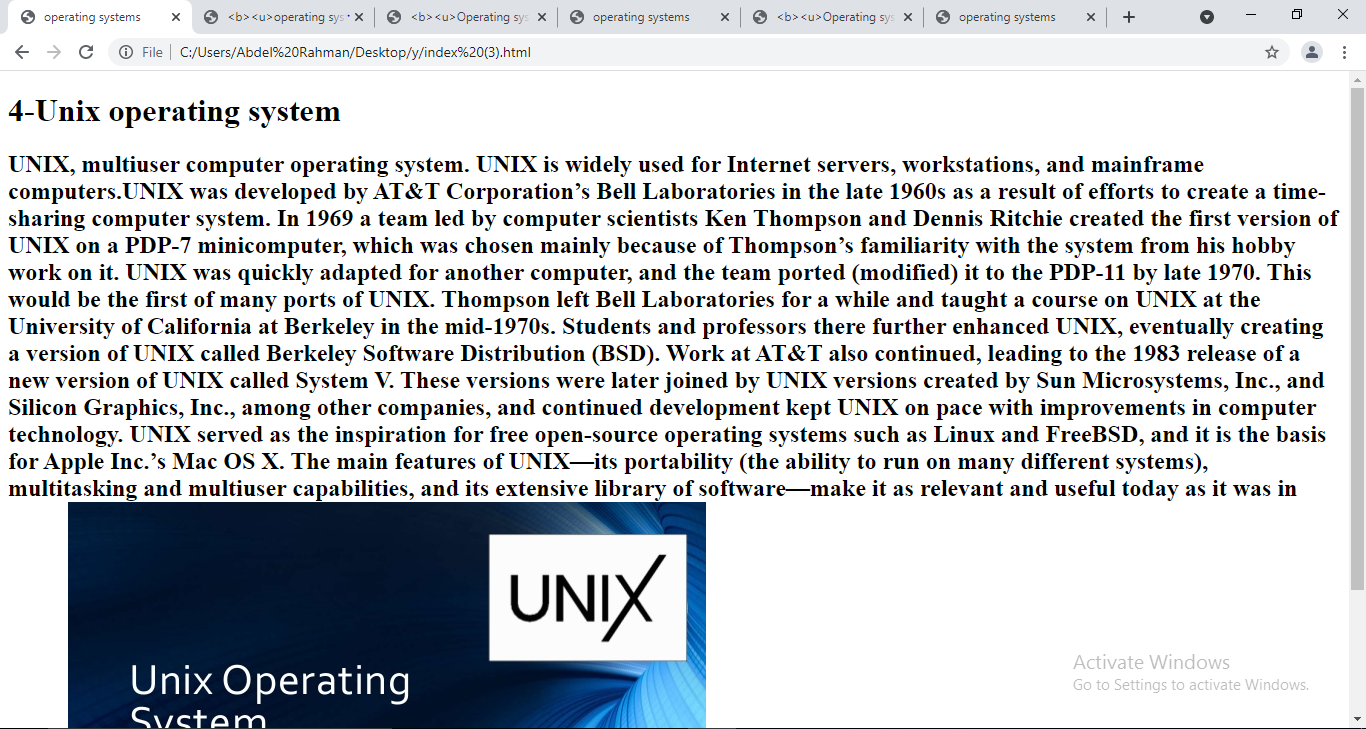 operating systems
<b><u>operating sys
<b><u>Operating sy
operating systems
<b><u>Operating sy
operating systems
File
C:/Users/Abdel%20Rahman/Desktop/y/index%20(3).html
4-Unix operating system
UNIX, multiuser computer operating system. UNIX is widely used for Internet servers, workstations, and mainframe
computers.UNIX was developed by AT&T Corporation’s Bell Laboratories in the late 1960s as a result of efforts to create a time-
sharing computer system. In 1969 a team led by computer scientists Ken Thompson and Dennis Ritchie created the first version of
UNIX on a PDP-7 minicomputer, which was chosen mainly because of Thompson’s familiarity with the system from his hobby
work on it. UNIX was quickly adapted for another computer, and the team ported (modified) it to the PDP-11 by late 1970. This
would be the first of many ports of UNIX. Thompson left Bell Laboratories for a while and taught a course on UNIX at the
University of California at Berkeley in the mid-1970s. Students and professors there further enhanced UNIX, eventually creating
a version of UNIX called Berkeley Software Distribution (BSD). Work at AT&T also continued, leading to the 1983 release of a
new version of UNIX called System V. These versions were later joined by UNIX versions created by Sun Microsystems, Inc., and
Silicon Graphics, Inc., among other companies, and continued development kept UNIX on pace with improvements in computer
technology. UNIX served as the inspiration for free open-source operating systems such as Linux and FreeBSD, and it is the basis
for Apple Inc.’s Mac OS X. The main features of UNIX—its portability (the ability to run on many different systems),
multitasking and multiuser capabilities, and its extensive library of software—make it as relevant and useful today as it was in
UNIX
Unix Operating
System
Activate Windows
Go to Settings to activate Windows.